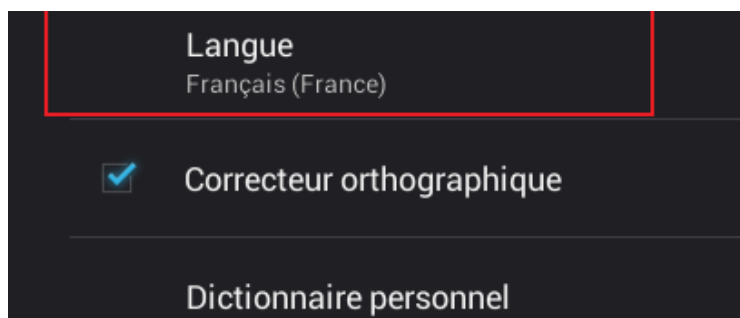 Langue
Français (France)
Correcteur orthographique
Dictionnaire personnel